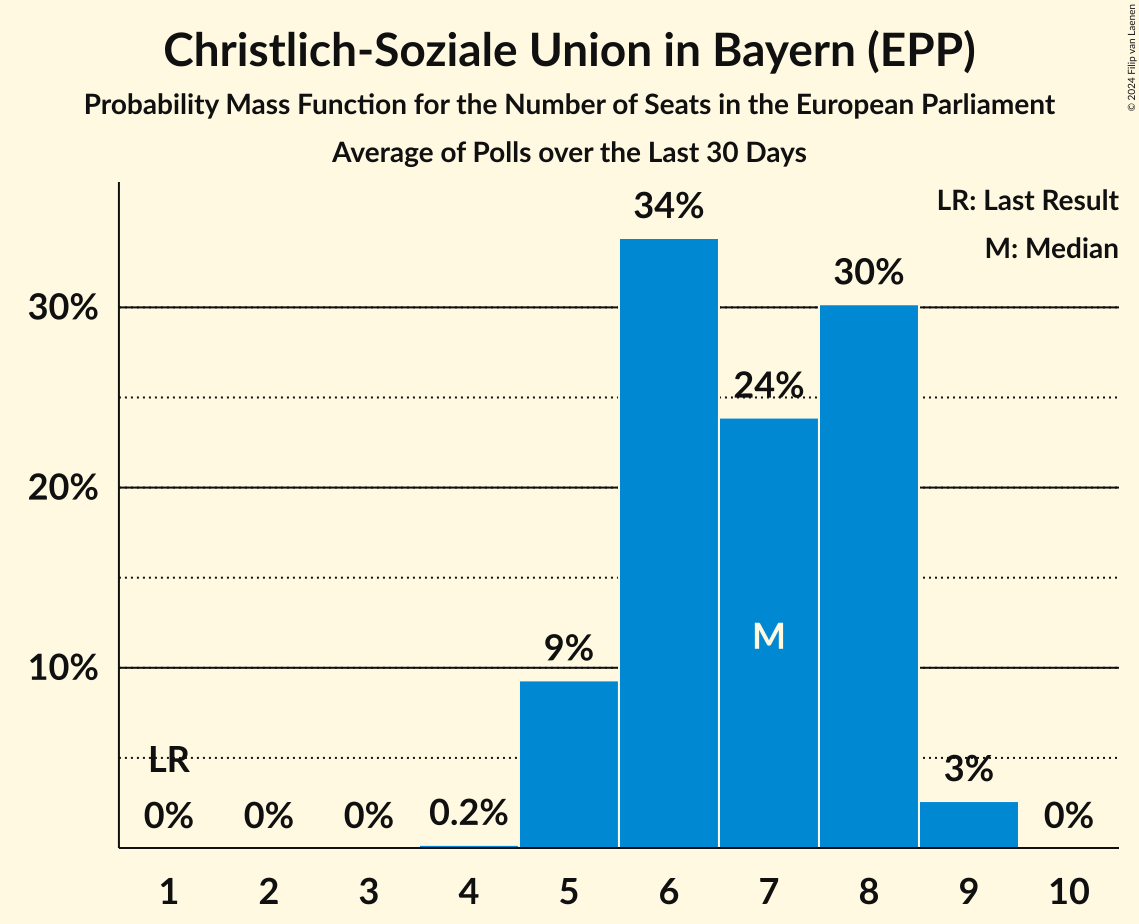 Christlich-Soziale Union in Bayern (EPP)
Probability Mass Function for the Number of Seats in the European Parliament
Average of Polls over the Last 30 Days
© 2024 Filip van Laenen
LR: Last Result
M: Median
34%
30%
30%
24%
20%
M
9%
10%
LR
3%
0%
0%
0%
0.2%
0%
1 2 3 4 5 6 7 8 9 10